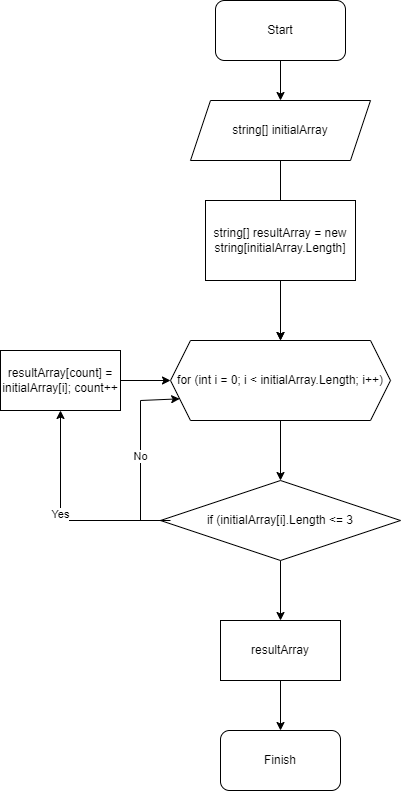 Start
string[] initialArray
string[] resultArray = new
string[initialArray.Length]
for (int i = 0; i < initialArray.Length; i++)
resultArray[count] =
initialArray[i]; count++
No
Yes
if (initialArray[i].Length <= 3
resultArray
Finish